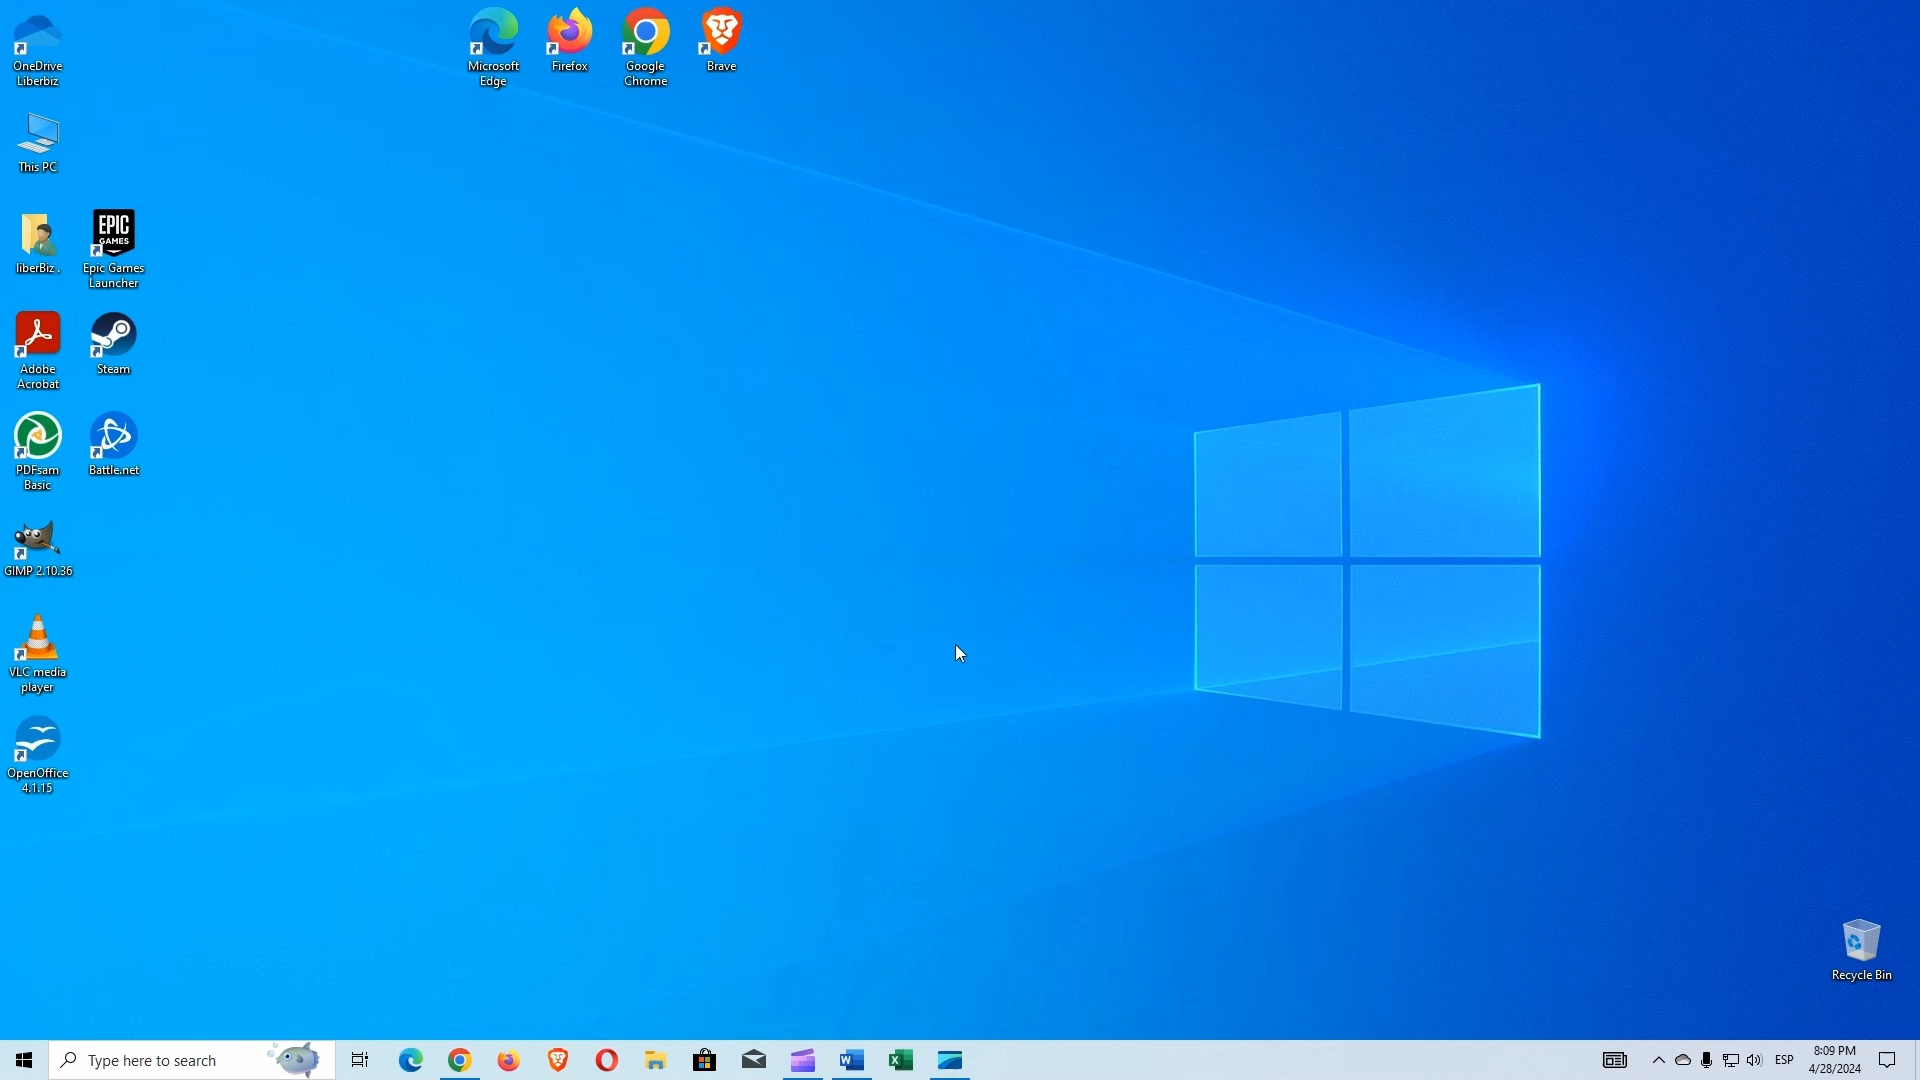 OneDrive
Liberbiz
This PC
liberBiz .
Adobe
Acrobat
PDFsam
Basic
GIMP 2.10.36
VLC media
player
OpenOffice
4.1.15
EPIC
GAMES
Epic Games
Launcher
Steam
Battle.net
Microsoft
Edge
Firefox
Google
Chrome
Brave
Recycle Bin
Type here to search
W
X
ESP
8:09 PM
4/28/2024